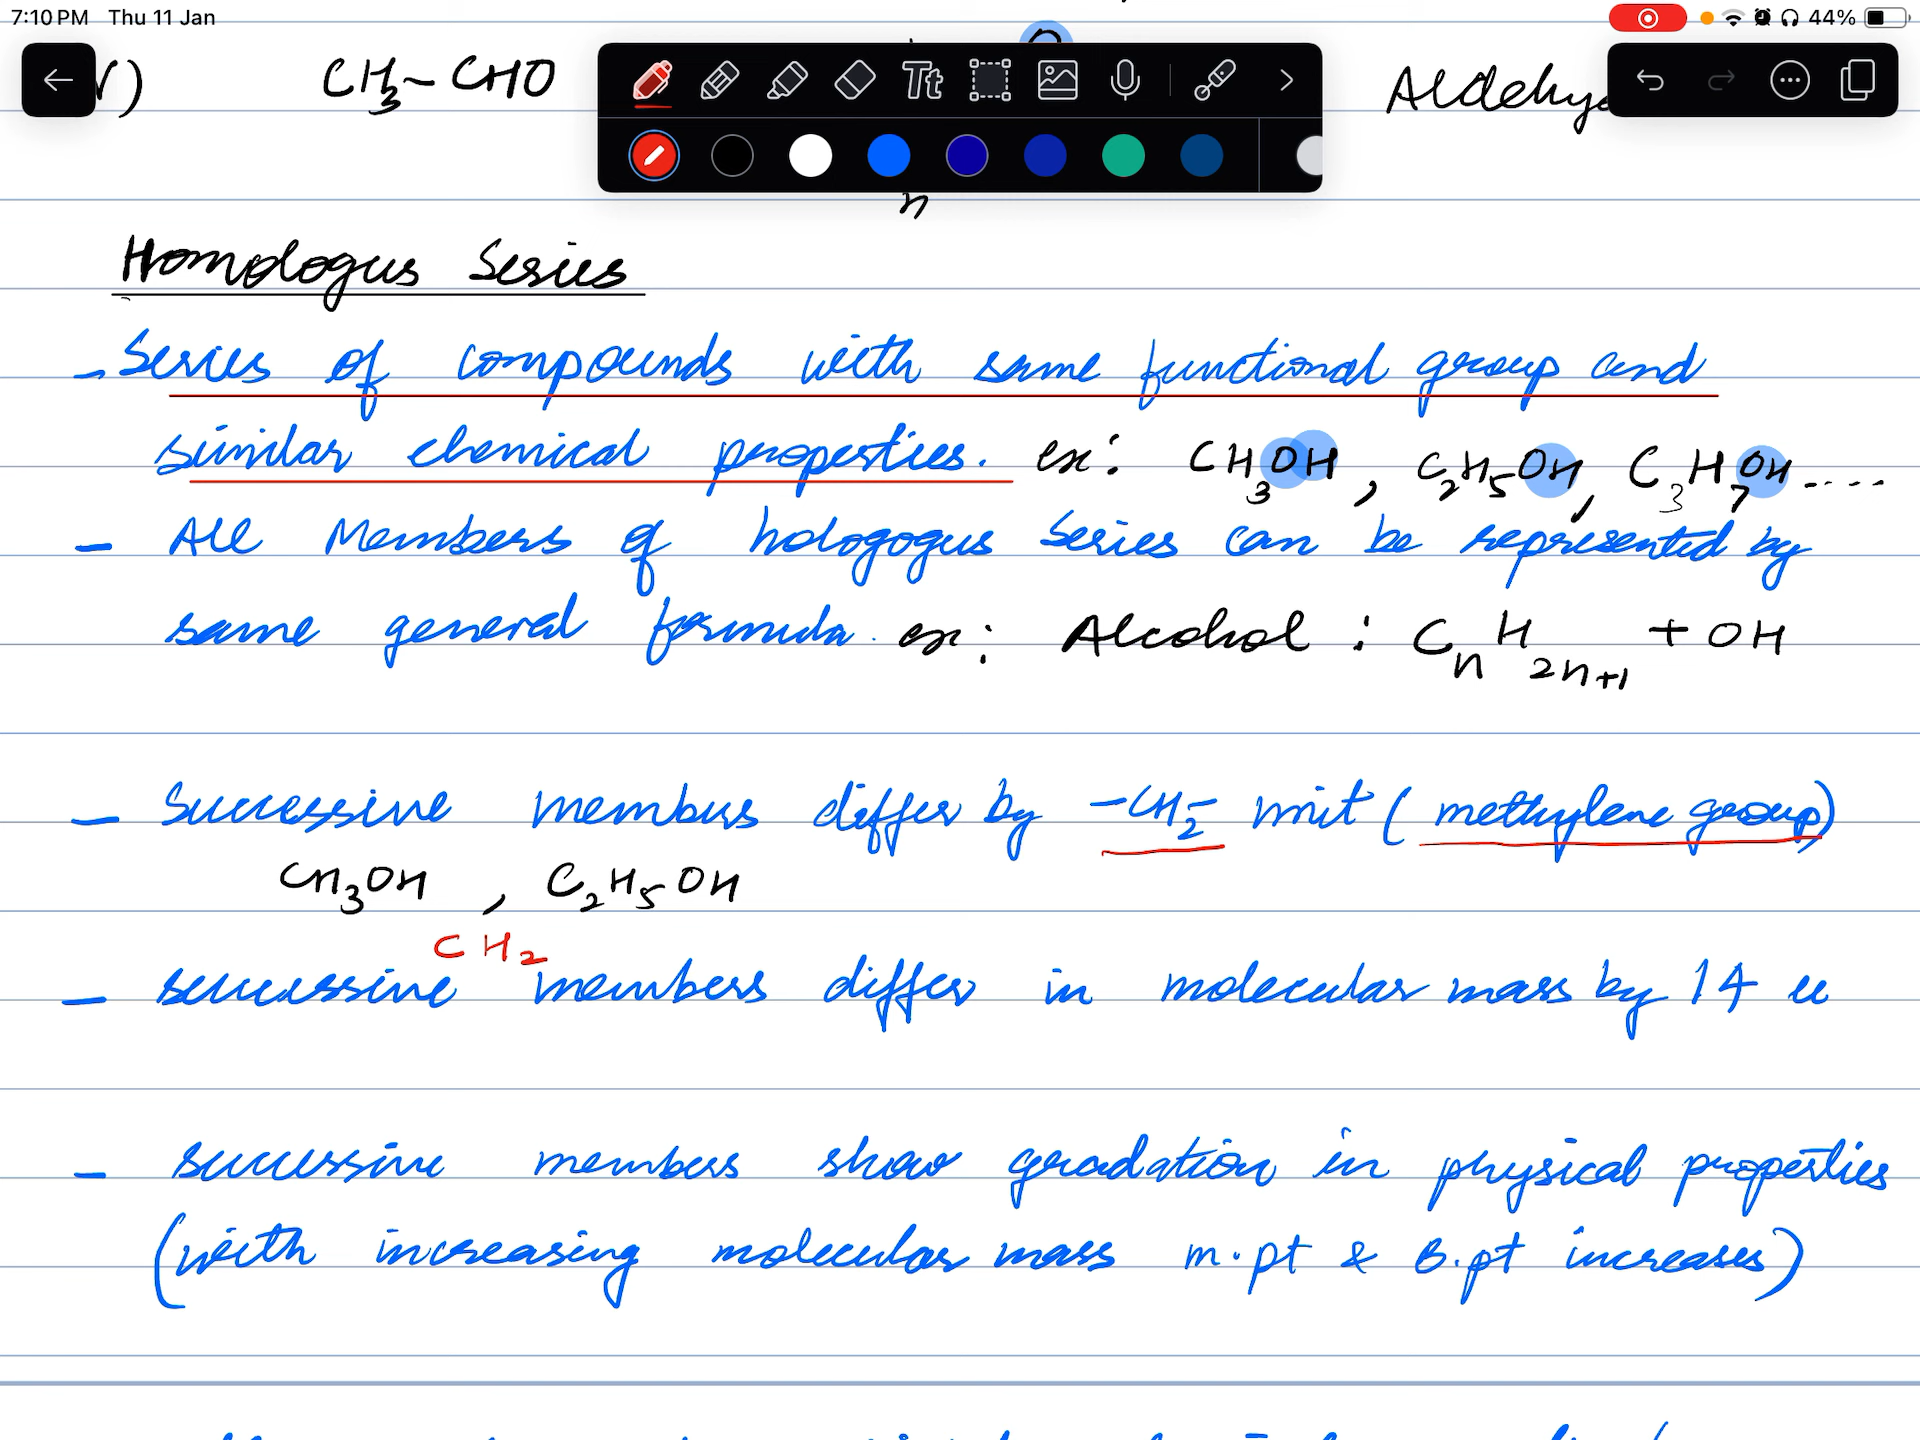 7:10 PM Thu 11 Jan 44%
V) CH3- CHO Aldehy
Tt
n
Homologus Series
- Series of compounds with same functional group and
similar chemical properties. ex: CH3OH, C2H5OH, C3H7OH....
- All Members of hologogus Series can be represented by
same general formula. ex: Alcohol : CnH2n+1 + OH
- Successive members differ by -CH2- unit (methylene group)
CH3OH , C2H5OH
CH2
- successive members differ in molecular mass by 14 u
- successive members show gradation in physical properties
(with increasing molecular mass m.pt & B.pt increases)